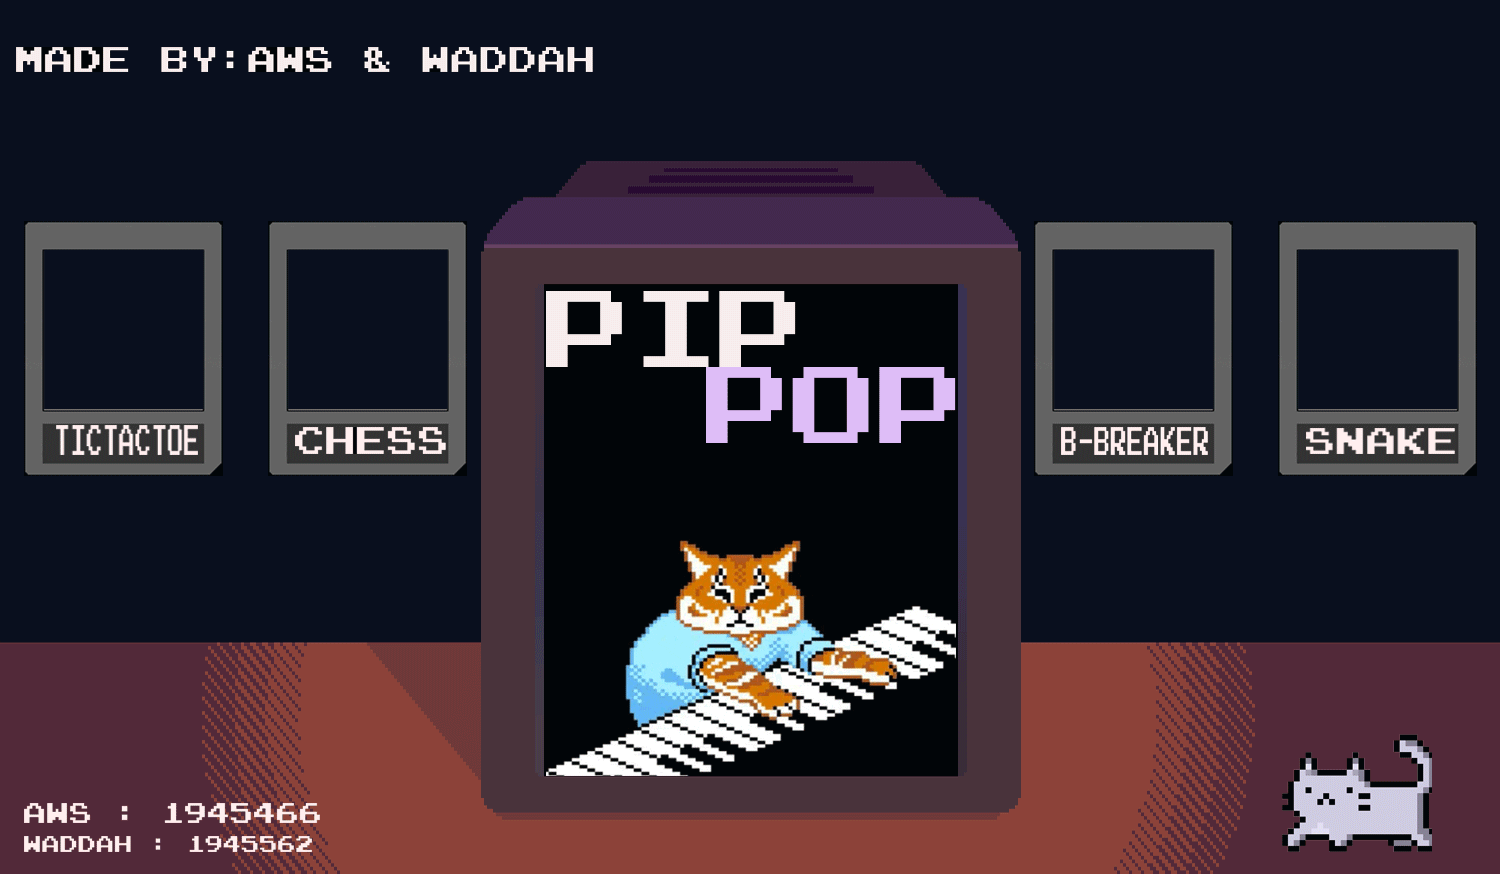 MADE BY:AWS & WADDAH
PIP
POP
TICTACTOE
CHESS
B-BREAKER
SNAKE
AWS : 1945466
WADDAH : 1945562